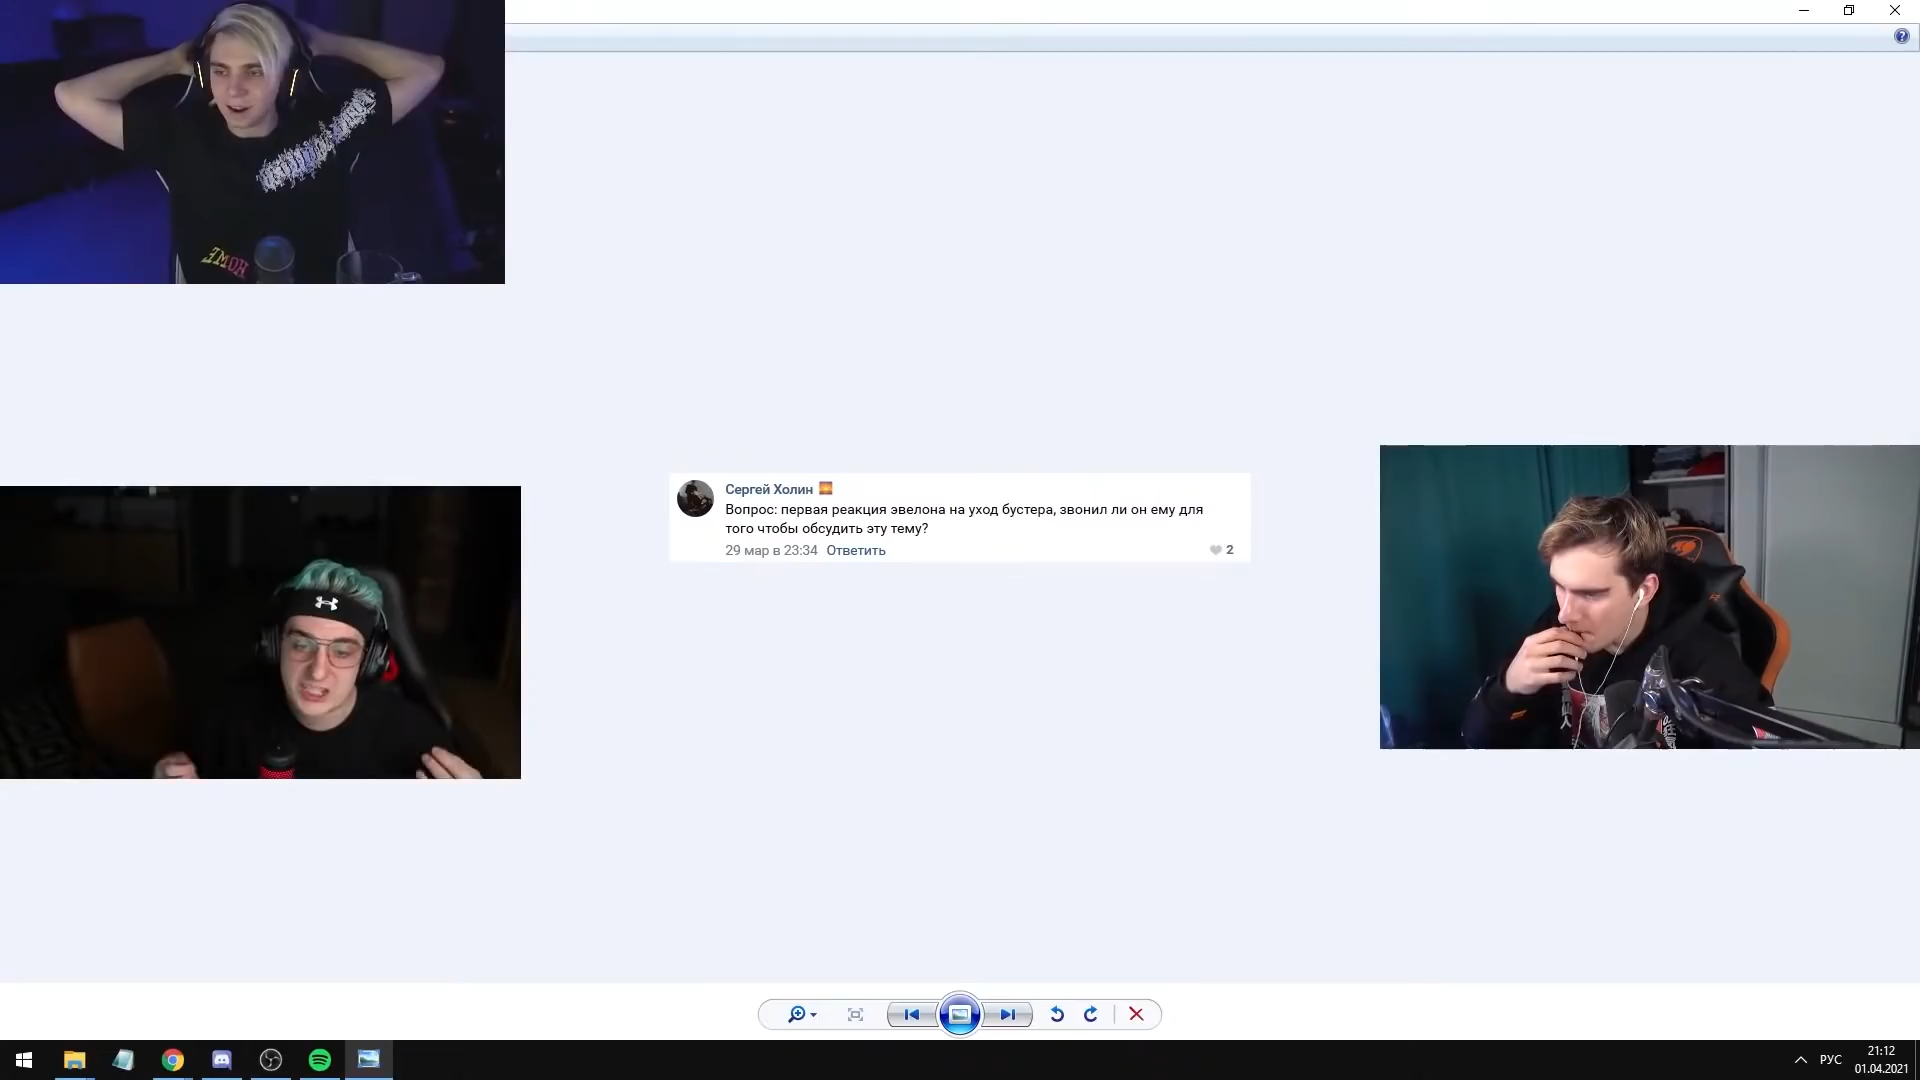 Сергей Холин
Вопрос: первая реакция эвелона на уход бустера, звонил ли он ему для
того чтобы обсудить эту тему?
29 мар в 23:34 Ответить
2
HOME
РУС
21:12
01.04.2021